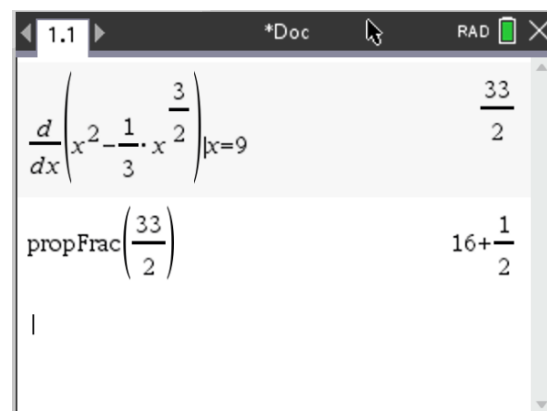 1.1 *Doc RAD
d/dx(x^2-1/3·x^(3/2))|x=9 33/2
propFrac(33/2) 16+1/2